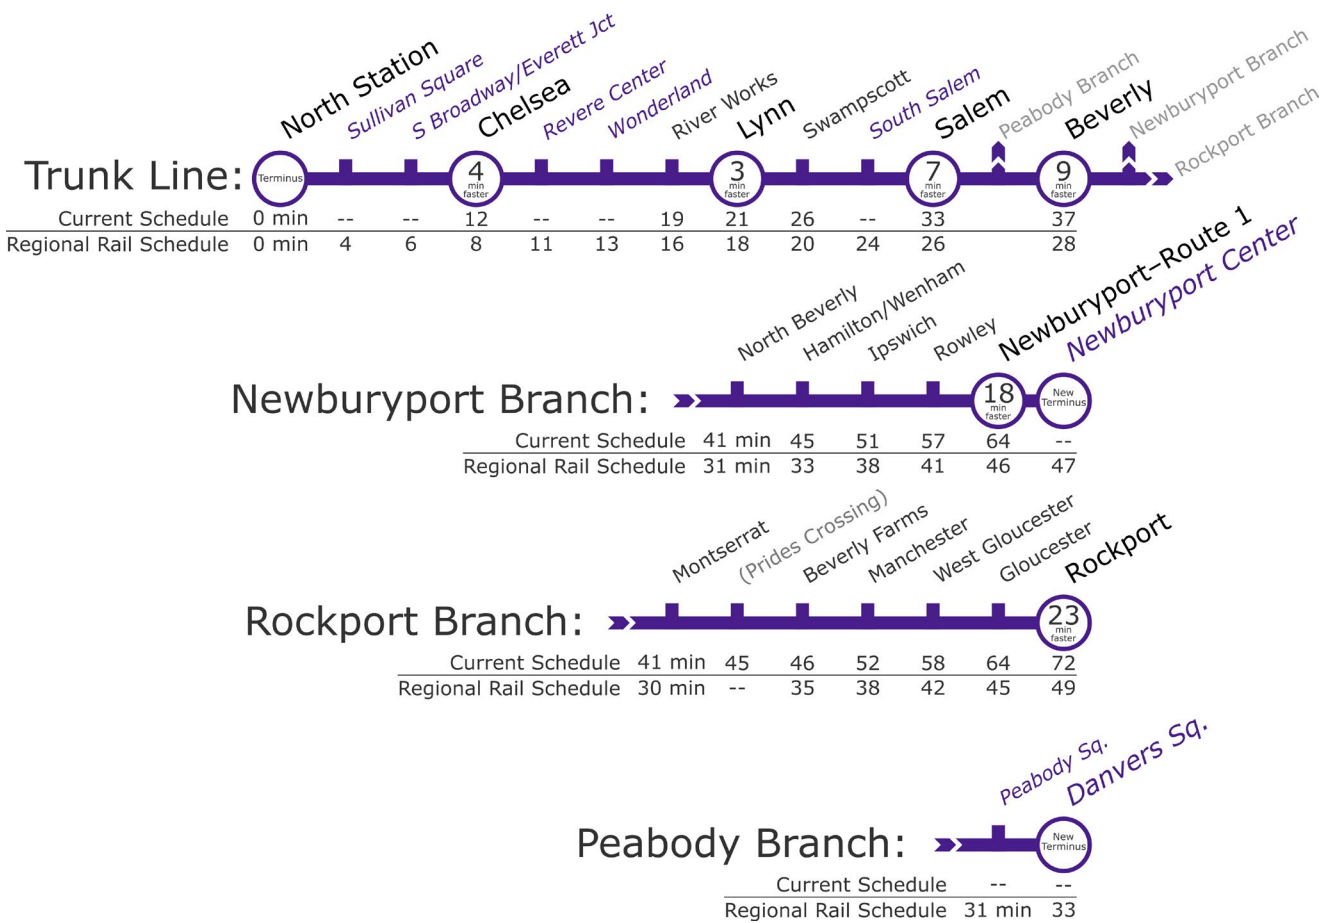 North Station
Sullivan Square
S Broadway/Everett Jct
Chelsea
Revere Center
Wonderland
River Works
Lynn
Swampscott
South Salem
Salem
Peabody Branch
Beverly
Newburyport Branch
Rockport Branch
Trunk Line:
Terminus
4 min faster
3 min faster
7 min faster
9 min faster
Current Schedule 0 min -- -- 12 -- -- 19 21 26 -- 33 37
Regional Rail Schedule 0 min 4 6 8 11 13 16 18 20 24 26 28
North Beverly
Hamilton/Wenham
Ipswich
Rowley
Newburyport–Route 1
Newburyport Center
Newburyport Branch:
18 min faster
New Terminus
Current Schedule 41 min 45 51 57 64 --
Regional Rail Schedule 31 min 33 38 41 46 47
Montserrat
(Prides Crossing)
Beverly Farms
Manchester
West Gloucester
Gloucester
Rockport
Rockport Branch:
23 min faster
Current Schedule 41 min 45 46 52 58 64 72
Regional Rail Schedule 30 min -- 35 38 42 45 49
Peabody Sq.
Danvers Sq.
Peabody Branch:
New Terminus
Current Schedule -- --
Regional Rail Schedule 31 min 33